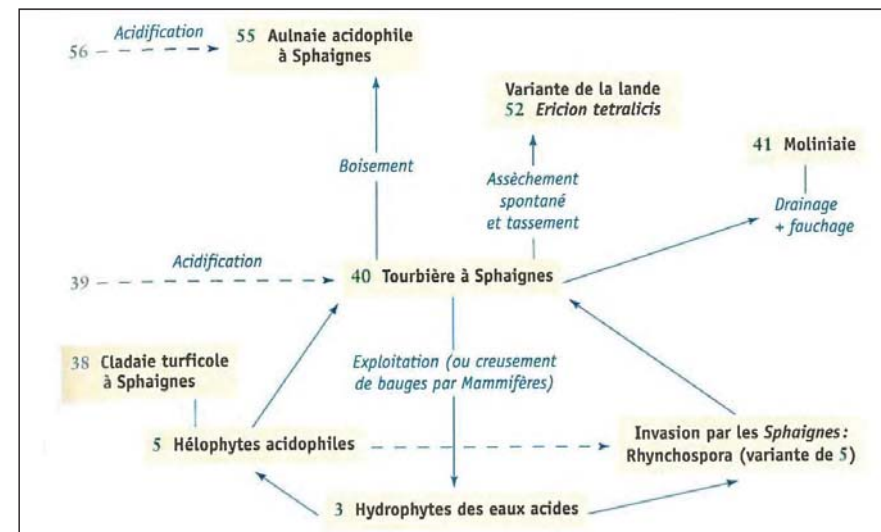 Acidification
56
55 Aulnaie acidophile
à Sphaignes
Variante de la lande
52 Ericion tetralicis
41 Moliniaie
Boisement
Assèchement
spontané
et tassement
Drainage
+ fauchage
Acidification
39
40 Tourbière à Sphaignes
38 Cladaie turficole
à Sphaignes
Exploitation (ou creusement
de bauges par Mammifères)
5 Hélophytes acidophiles
Invasion par les Sphaignes :
Rhynchospora (variante de 5)
3 Hydrophytes des eaux acides